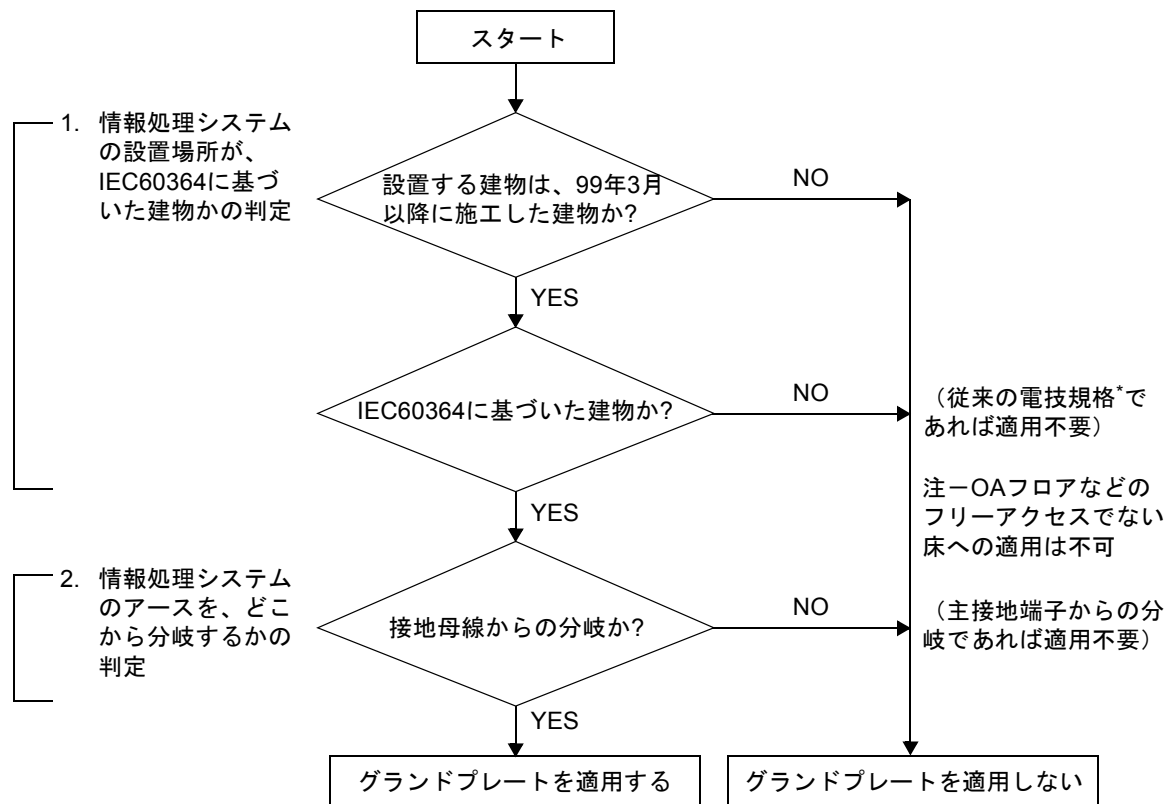 スタート
1. 情報処理システム
の設置場所が、
IEC60364に基づ
いた建物かの判定
設置する建物は、99年3月
以降に施工した建物か?
NO
YES
IEC60364に基づいた建物か?
NO
（従来の電技規格*で
あれば適用不要）
注－OAフロアなどの
フリーアクセスでない
床への適用は不可
YES
2. 情報処理システム
のアースを、どこ
から分岐するかの
判定
接地母線からの分岐か?
NO
（主接地端子からの分
岐であれば適用不要）
YES
グランドプレートを適用する
グランドプレートを適用しない